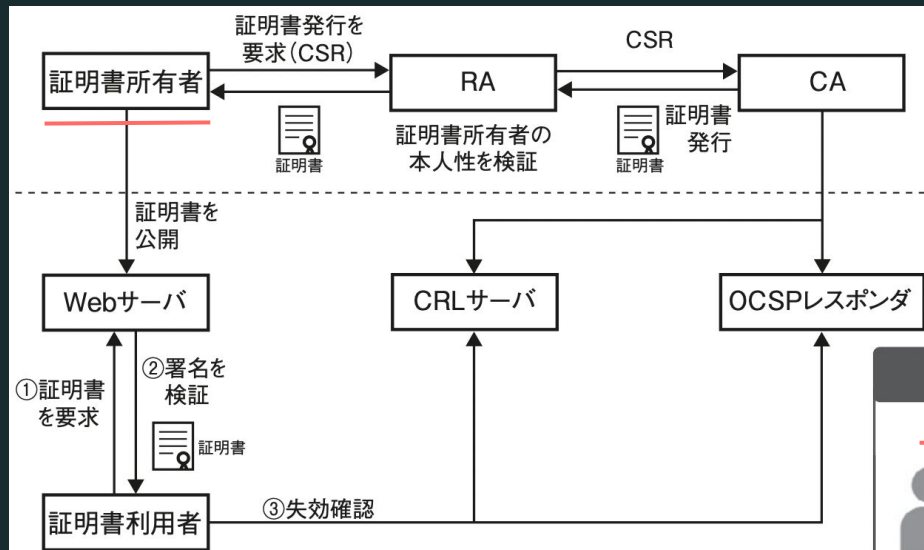 証明書発行を
要求(CSR)
CSR
証明書所有者
RA
CA
証明書
証明書所有者の
本人性を検証
証明書
証明書
発行
証明書を
公開
Webサーバ
CRLサーバ
OCSPレスポンダ
①証明書
を要求
②署名を
検証
証明書
証明書利用者
③失効確認